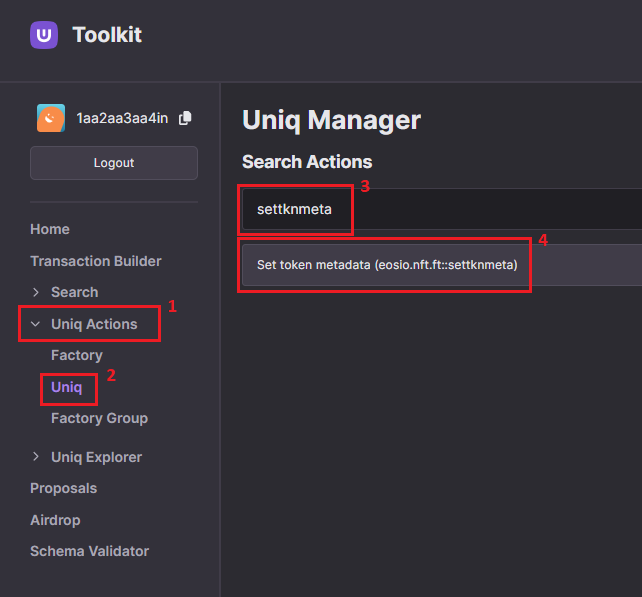 Toolkit
1aa2aa3aa4in
Logout
Home
Transaction Builder
Search
Uniq Actions
1
Factory
Uniq
2
Factory Group
Uniq Explorer
Proposals
Airdrop
Schema Validator
Uniq Manager
Search Actions
settknmeta
3
Set token metadata (eosio.nft.ft::settknmeta)
4